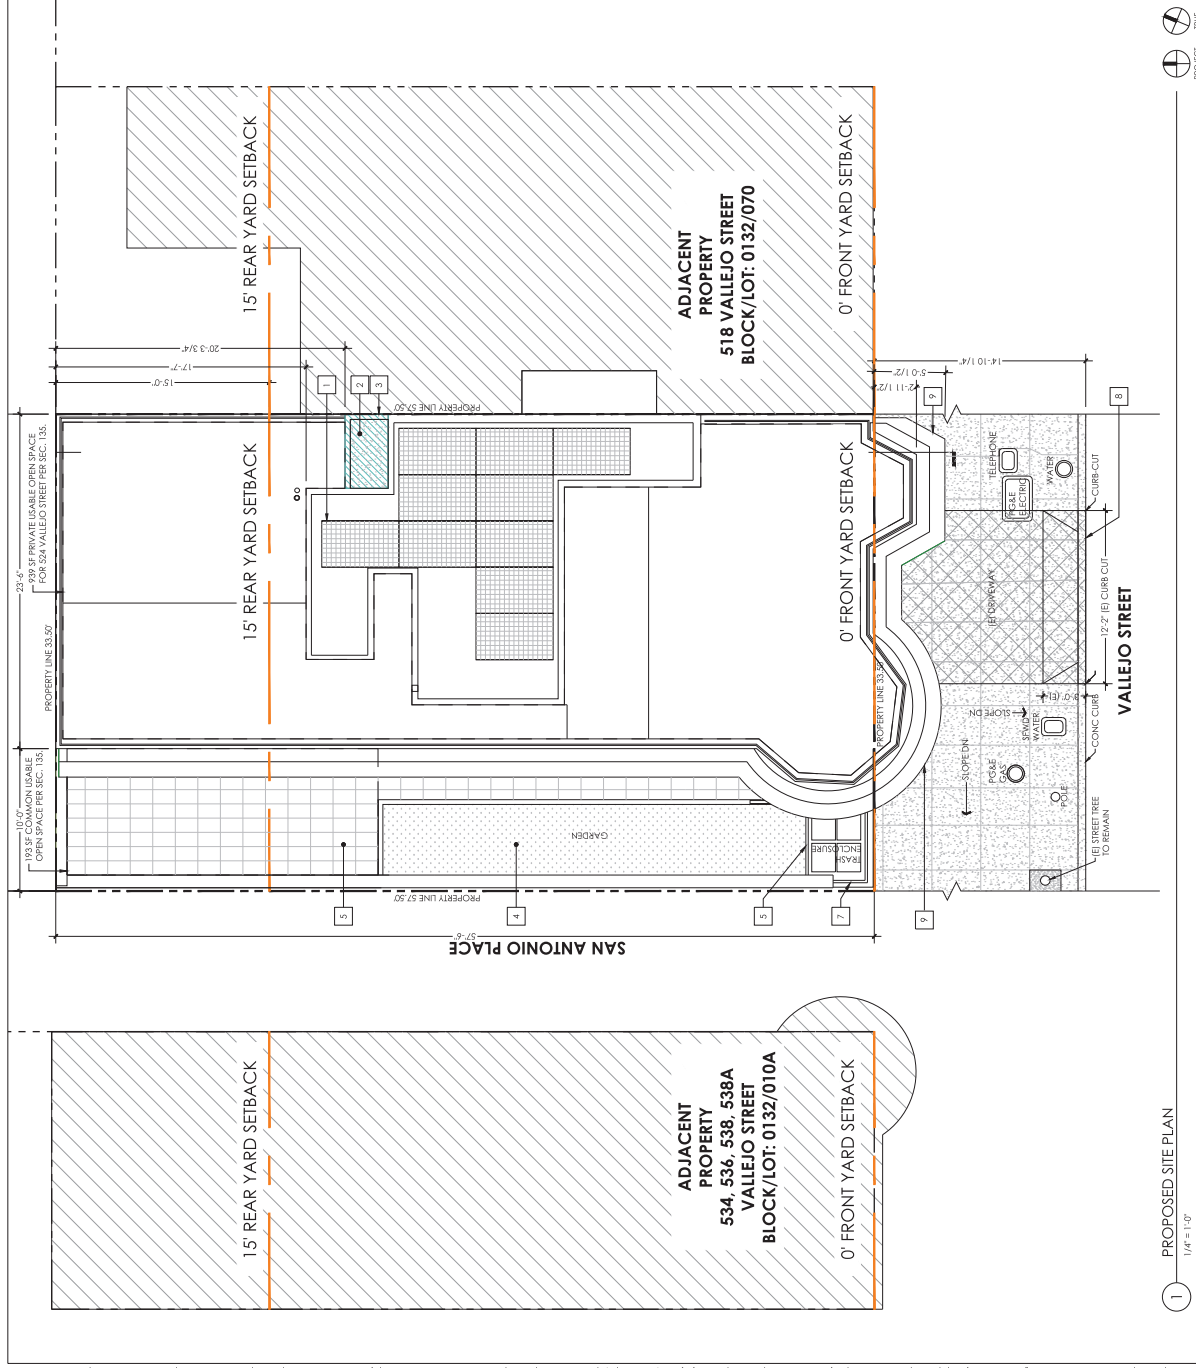 193 SF COMMON USABLE
OPEN SPACE PER SEC. 135.
10'-0"
PROPERTY LINE 33.50'
23'-6"
939 SF PRIVATE USABLE OPEN SPACE
FOR 524 VALLEJO STREET PER SEC. 135.
15'-0"
17'-7"
20'-3 3/4"
1
2
3
PROPERTY LINE 57.50'
15' REAR YARD SETBACK
15' REAR YARD SETBACK
15' REAR YARD SETBACK
ADJACENT
PROPERTY
518 VALLEJO STREET
BLOCK/LOT: 0132/070
0' FRONT YARD SETBACK
0' FRONT YARD SETBACK
0' FRONT YARD SETBACK
ADJACENT
PROPERTY
534, 536, 538, 538A
VALLEJO STREET
BLOCK/LOT: 0132/010A
SAN ANTONIO PLACE
57'-6"
PROPERTY LINE 57.50'
5
4
5
7
9
GARDEN
TRASH
ENCLOSURE
PROPERTY LINE 33.50'
2'-11 1/2"
5'-0 1/2"
14'-10 1/4"
9
8
TELEPHONE
PG&E
ELECTRIC
WATER
CURB-CUT
(E) DRIVEWAY
12'-2" (E) CURB CUT
3'-0" (E)
SLOPE DN
SFWD
WATER
SLOPE DN
PG&E
GAS
POLE
CONC CURB
(E) STREET TREE
TO REMAIN
VALLEJO STREET
1
PROPOSED SITE PLAN
1/4" = 1'-0"
PROJECT
TRUE